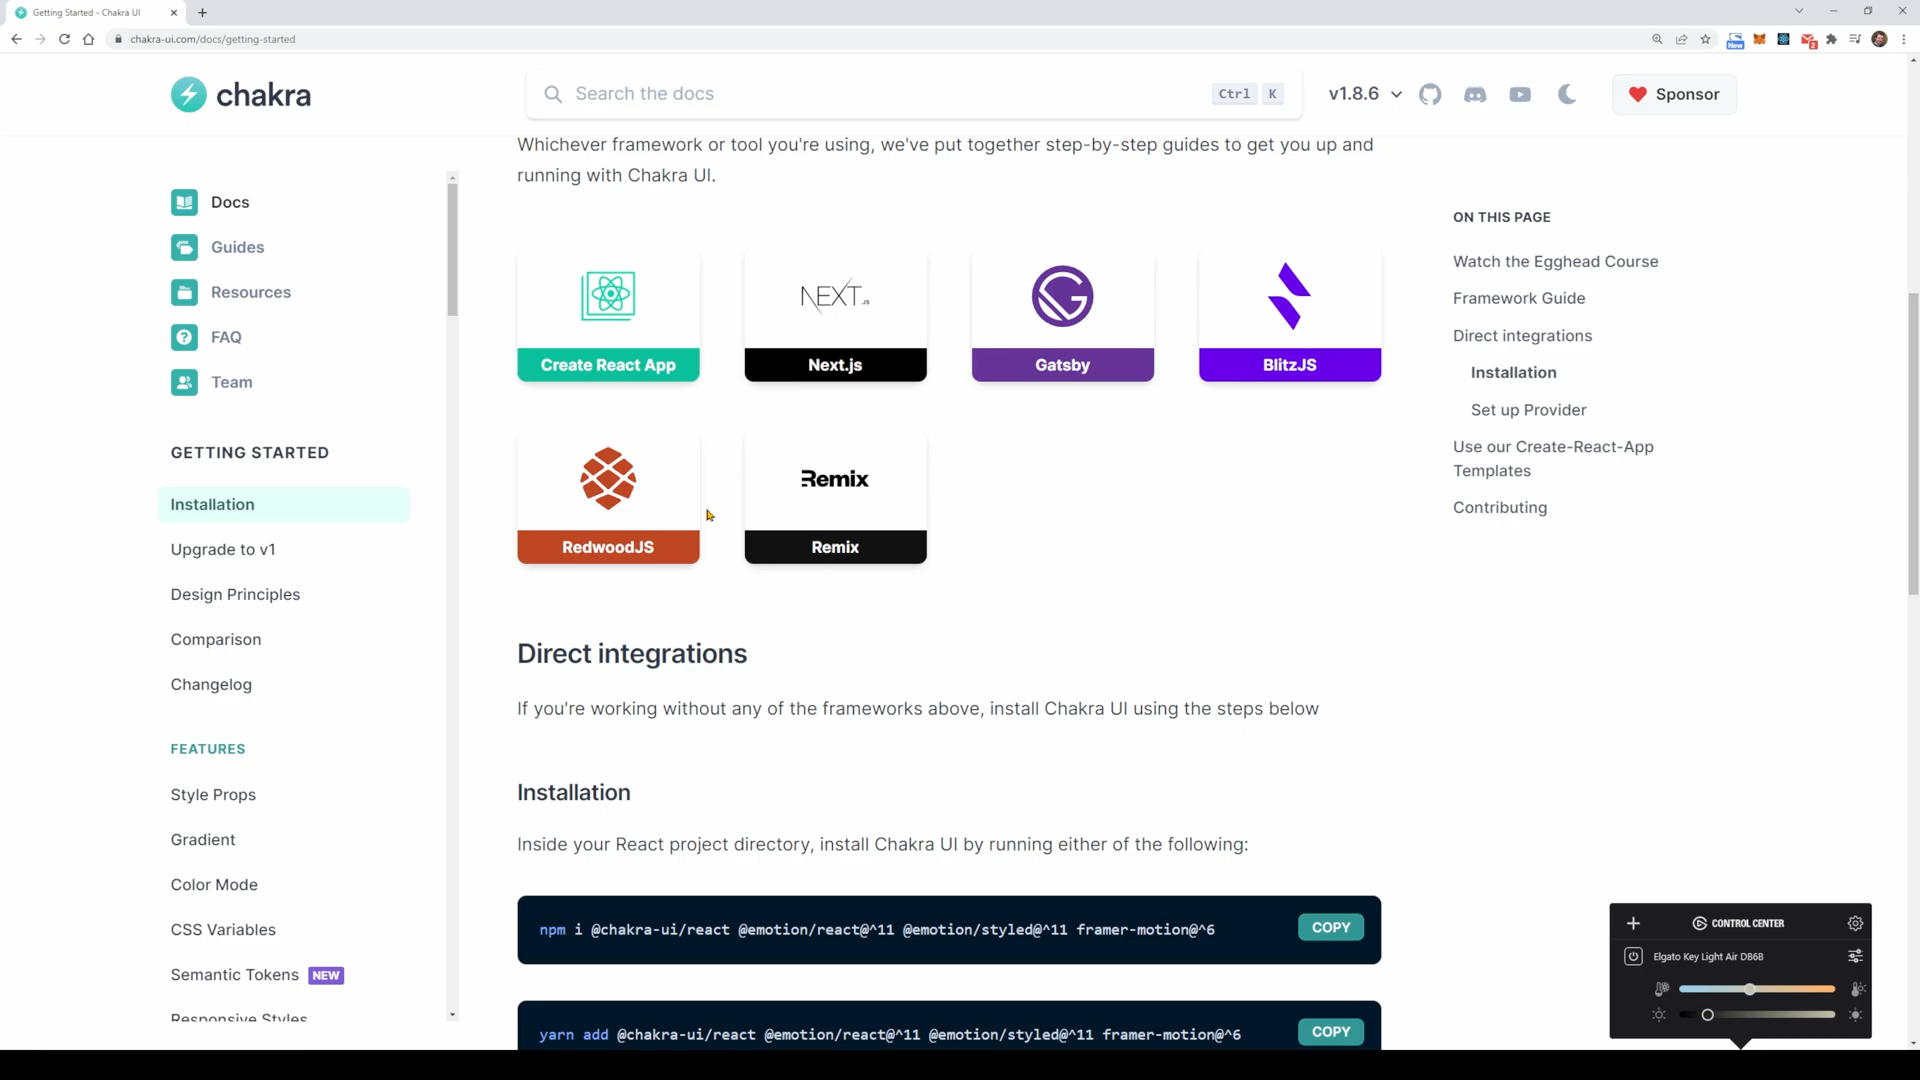 Getting Started - Chakra UI
chakra-ui.com/docs/getting-started
New
2
chakra
Search the docs
Ctrl K
v1.8.6
Sponsor
Docs
Guides
Resources
FAQ
Team
GETTING STARTED
Installation
Upgrade to v1
Design Principles
Comparison
Changelog
FEATURES
Style Props
Gradient
Color Mode
CSS Variables
Semantic Tokens NEW
Responsive Styles
Whichever framework or tool you're using, we've put together step-by-step guides to get you up and
running with Chakra UI.
NEXT.JS
Create React App
Next.js
Gatsby
BlitzJS
Remix
RedwoodJS
Remix
Direct integrations
If you're working without any of the frameworks above, install Chakra UI using the steps below
Installation
Inside your React project directory, install Chakra UI by running either of the following:
npm i @chakra-ui/react @emotion/react@^11 @emotion/styled@^11 framer-motion@^6
COPY
yarn add @chakra-ui/react @emotion/react@^11 @emotion/styled@^11 framer-motion@^6
COPY
ON THIS PAGE
Watch the Egghead Course
Framework Guide
Direct integrations
Installation
Set up Provider
Use our Create-React-App
Templates
Contributing
CONTROL CENTER
Elgato Key Light Air DB6B